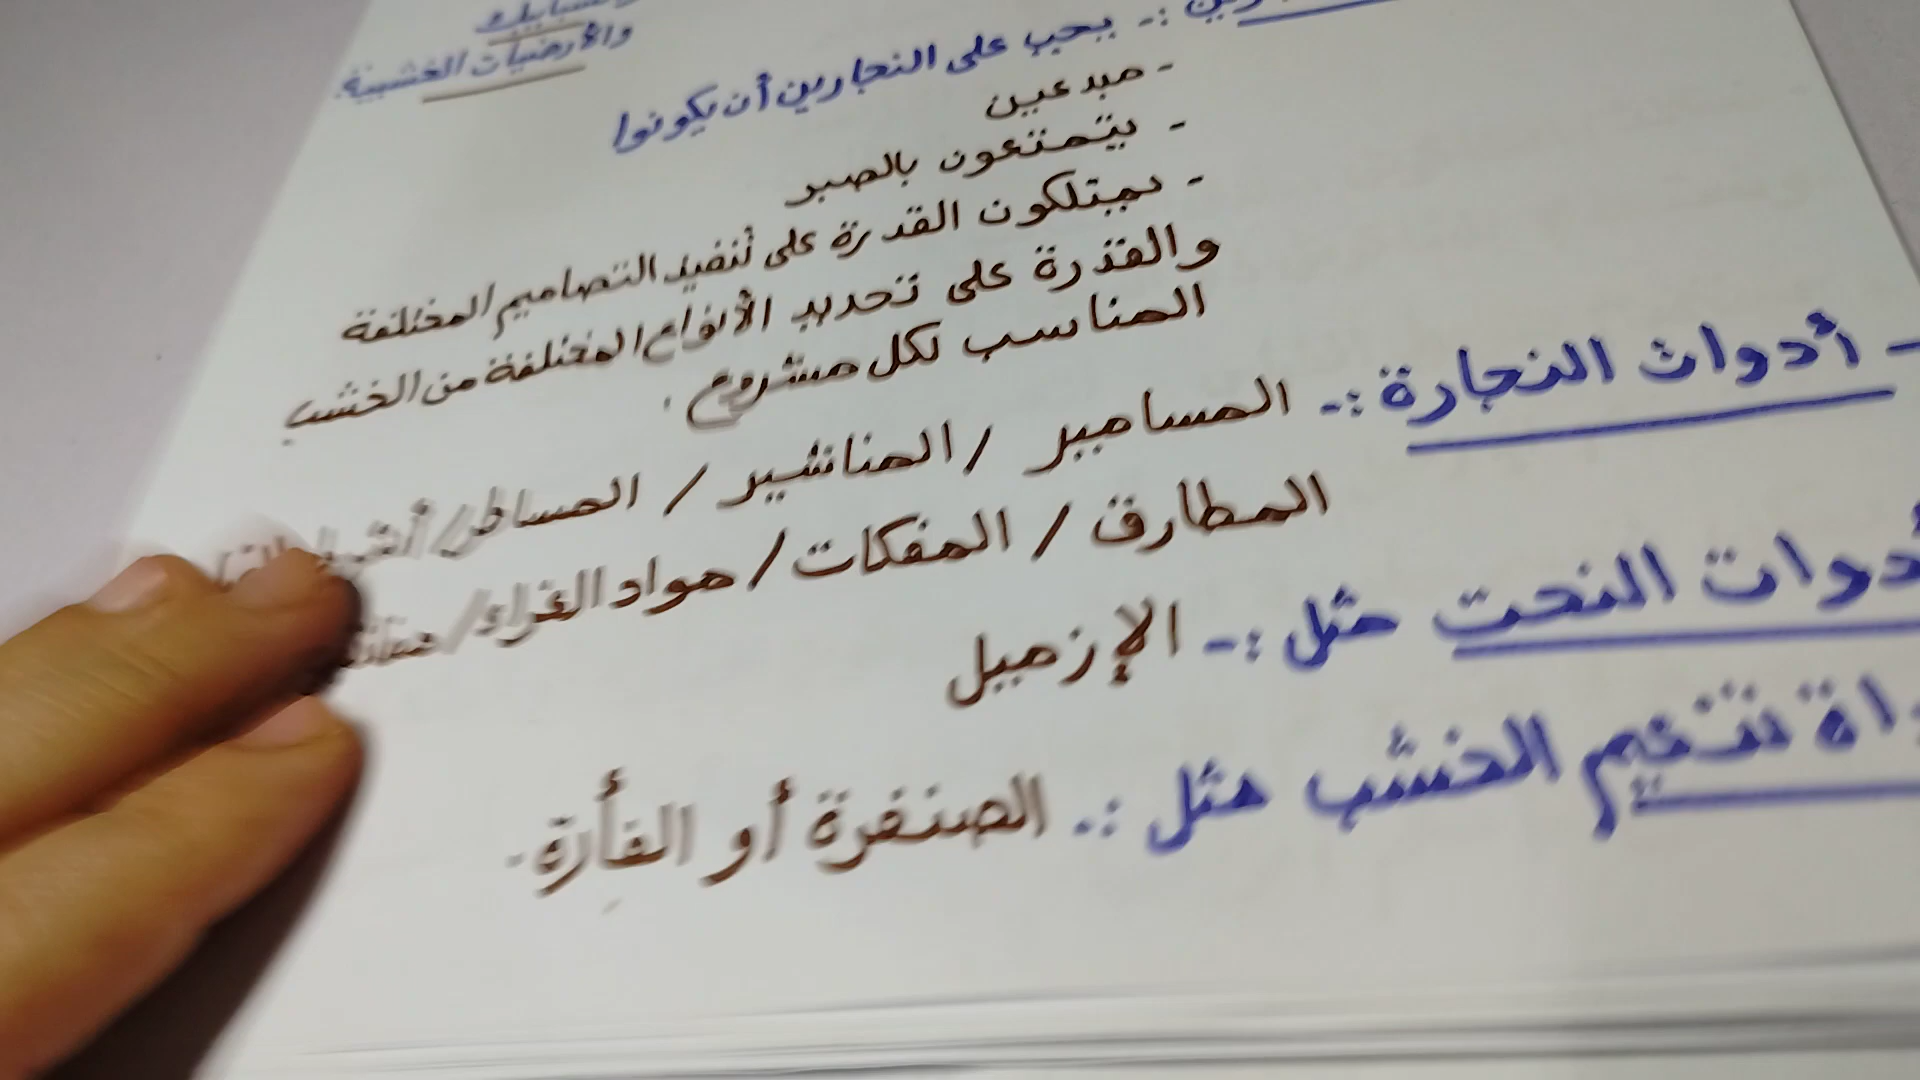 والأرضيات الخشبية.
:- يجب على النجارين أن يكونوا
- مبدعين
- يتمتعون بالصبر
- يمتلكون القدرة على تنفيذ التصاميم المختلفة
والقدرة على تحديد الأنواع المختلفة من الخشب
المناسب لكل مشروع.
- أدوات النجارة :- المسامير / المناشير / المساطر /
المطارق / المفكات / مواد الغراء /
أدوات النحت مثل :- الإزميل
تنعيم الخشب مثل :- الصنفرة أو الفأرة.